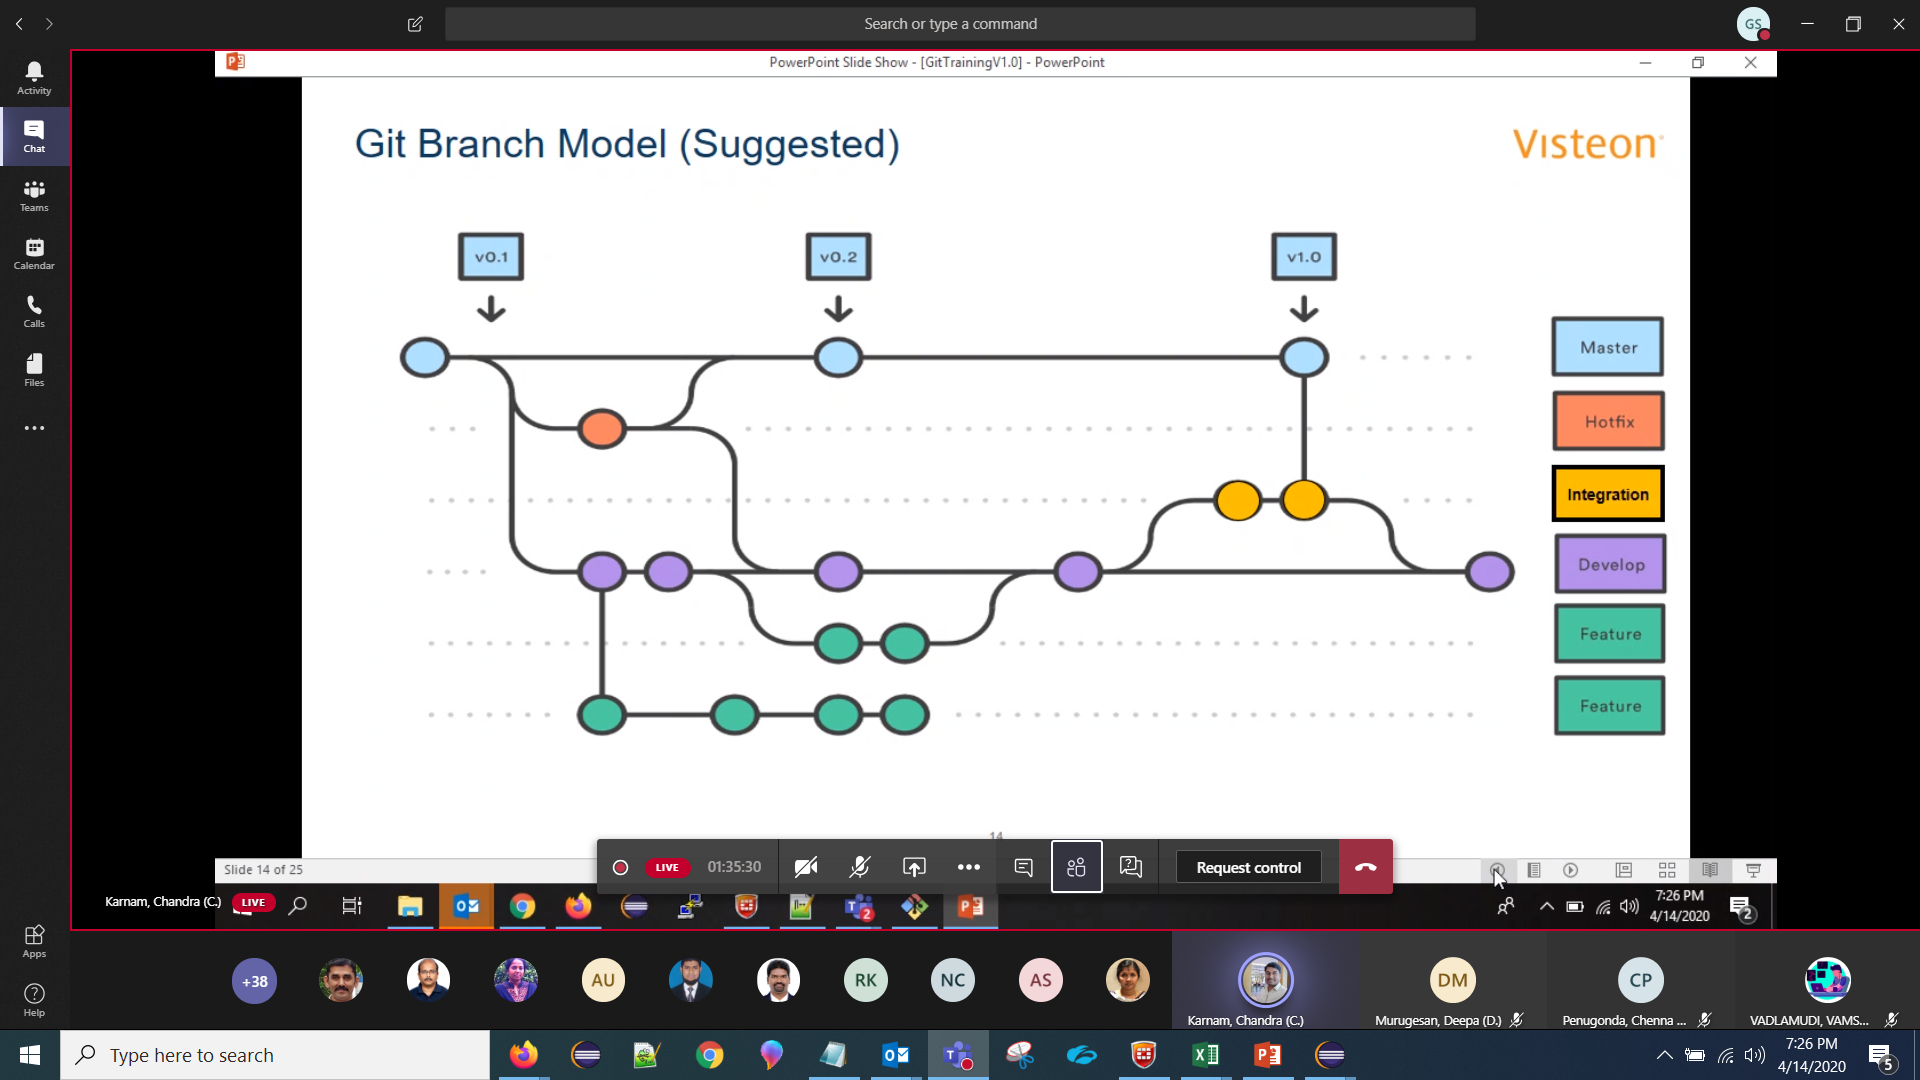 Search or type a command
GS
Activity
Chat
Teams
Calendar
Calls
Files
Apps
Help
PowerPoint Slide Show - [GitTrainingV1.0] - PowerPoint
Git Branch Model (Suggested)
Visteon
v0.1
v0.2
v1.0
Master
Hotfix
Integration
Develop
Feature
Feature
14
Slide 14 of 25
LIVE
01:35:30
Request control
Karnam, Chandra (C.)
LIVE
2
7:26 PM
4/14/2020
2
+38
AU
RK
NC
AS
Karnam, Chandra (C.)
DM
Murugesan, Deepa (D.)
CP
Penugonda, Chenna ...
VADLAMUDI, VAMS...
Type here to search
7:26 PM
4/14/2020
5